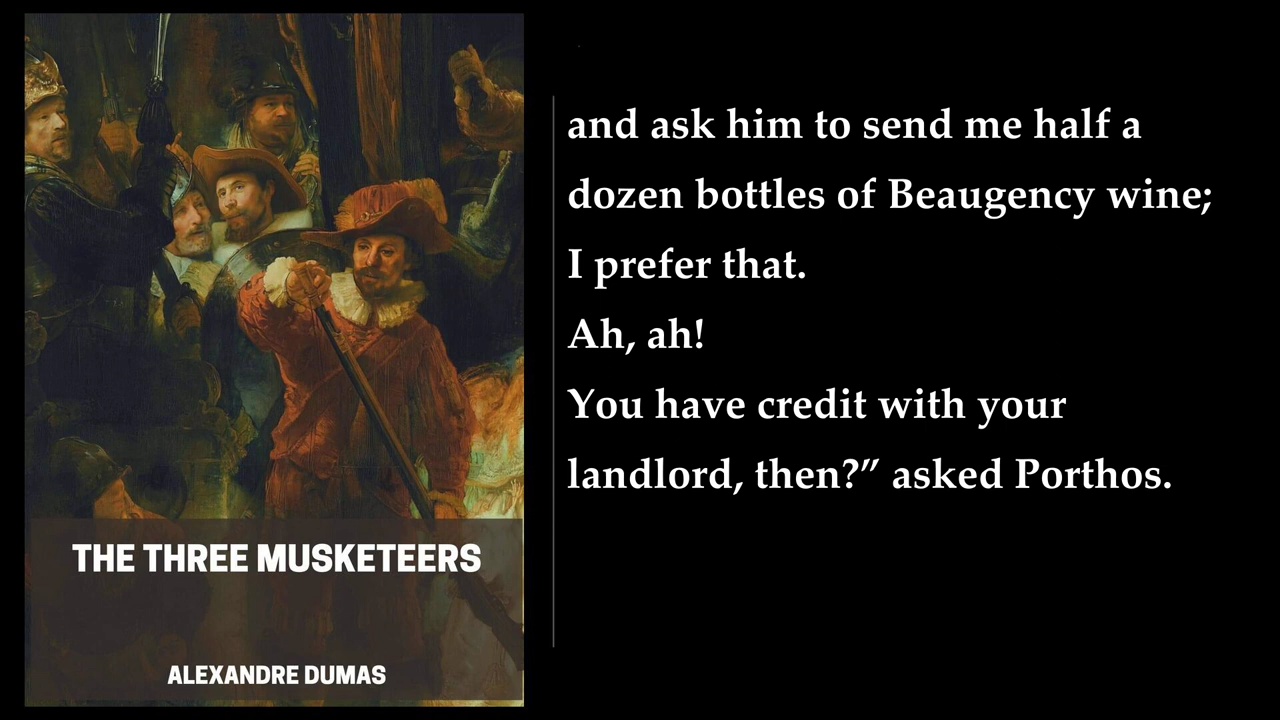 THE THREE MUSKETEERS
ALEXANDRE DUMAS
and ask him to send me half a
dozen bottles of Beaugency wine;
I prefer that.
Ah, ah!
You have credit with your
landlord, then?” asked Porthos.